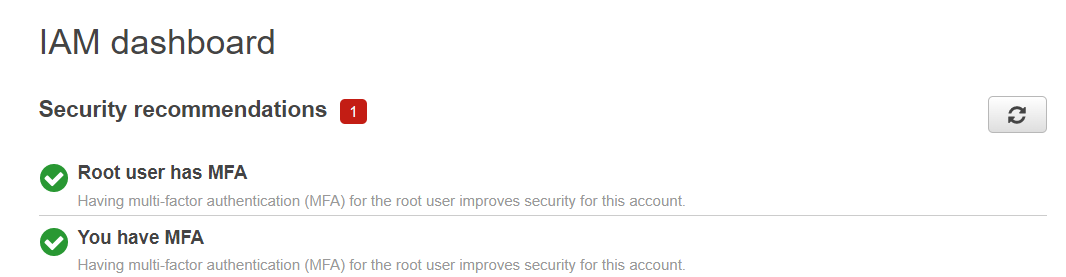 IAM dashboard
Security recommendations 1
Root user has MFA
Having multi-factor authentication (MFA) for the root user improves security for this account.
You have MFA
Having multi-factor authentication (MFA) for the root user improves security for this account.